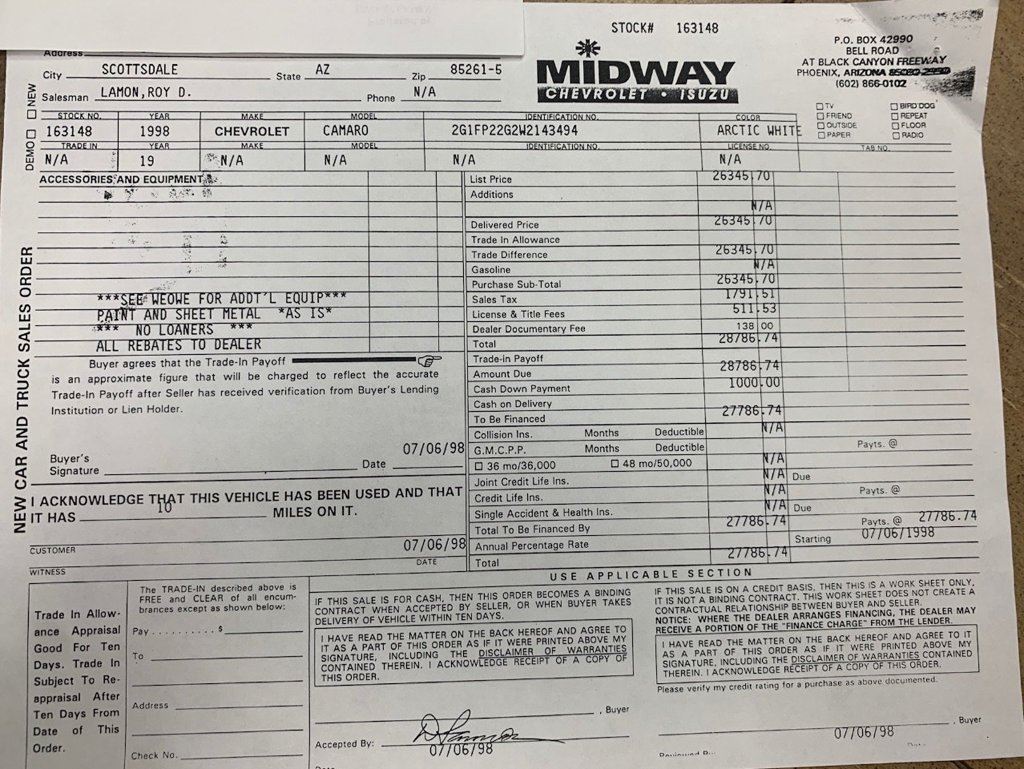 STOCK# 163148
P.O. BOX 42990
BELL ROAD
AT BLACK CANYON FREEWAY
PHOENIX, ARIZONA
(602) 866-0102
MIDWAY
CHEVROLET • ISUZU
Address
City SCOTTSDALE State AZ Zip 85261-5
Salesman LAMON,ROY D. Phone N/A
NEW CAR AND TRUCK SALES ORDER
DEMO □ □ NEW
□ TV □ BIRD DOG
□ FRIEND □ REPEAT
□ OUTSIDE □ FLOOR
□ PAPER □ RADIO
STOCK NO. YEAR MAKE MODEL IDENTIFICATION NO. COLOR
163148 1998 CHEVROLET CAMARO 2G1FP22G2W2143494 ARCTIC WHITE
TRADE IN YEAR MAKE MODEL IDENTIFICATION NO. LICENSE NO. TAB NO.
N/A 19 N/A N/A N/A N/A
ACCESSORIES AND EQUIPMENT
***SEE WEOWE FOR ADDT'L EQUIP***
PAINT AND SHEET METAL *AS IS*
*** NO LOANERS ***
ALL REBATES TO DEALER
Buyer agrees that the Trade-In Payoff
is an approximate figure that will be charged to reflect the accurate
Trade-In Payoff after Seller has received verification from Buyer's Lending
Institution or Lien Holder.
Buyer's
Signature Date 07/06/98
I ACKNOWLEDGE THAT THIS VEHICLE HAS BEEN USED AND THAT
IT HAS 10 MILES ON IT.
CUSTOMER 07/06/98
DATE
WITNESS
List Price 26345.70
Additions
N/A
Delivered Price 26345.70
Trade In Allowance
Trade Difference 26345.70
Gasoline N/A
Purchase Sub-Total 26345.70
Sales Tax 1791.51
License & Title Fees 511.53
Dealer Documentary Fee 138 00
Total 28786.74
Trade-in Payoff
Amount Due 28786.74
Cash Down Payment 1000.00
Cash on Delivery
To Be Financed 27786.74
Collision Ins. Months Deductible N/A
G.M.C.P.P. Months Deductible Payts. @
□ 36 mo/36,000 □ 48 mo/50,000 N/A
Joint Credit Life Ins. N/A Due
Credit Life Ins. N/A Payts. @
Single Accident & Health Ins. N/A Due
Total To Be Financed By 27786.74 Payts. @ 27786.74
Annual Percentage Rate Starting 07/06/1998
Total 27786.74
USE APPLICABLE SECTION
Trade In Allow-
ance Appraisal
Good For Ten
Days. Trade In
Subject To Re-
appraisal After
Ten Days From
Date of This
Order.
The TRADE-IN described above is
FREE and CLEAR of all encum-
brances except as shown below:
Pay . . . . . . . . . $
To
Address
Check No.
IF THIS SALE IS FOR CASH, THEN THIS ORDER BECOMES A BINDING
CONTRACT WHEN ACCEPTED BY SELLER, OR WHEN BUYER TAKES
DELIVERY OF VEHICLE WITHIN TEN DAYS.
I HAVE READ THE MATTER ON THE BACK HEREOF AND AGREE TO
IT AS A PART OF THIS ORDER AS IF IT WERE PRINTED ABOVE MY
SIGNATURE, INCLUDING THE DISCLAIMER OF WARRANTIES
CONTAINED THEREIN. I ACKNOWLEDGE RECEIPT OF A COPY OF
THIS ORDER.
, Buyer
Accepted By:
07/06/98
IF THIS SALE IS ON A CREDIT BASIS, THEN THIS IS A WORK SHEET ONLY,
IT IS NOT A BINDING CONTRACT. THIS WORK SHEET DOES NOT CREATE A
CONTRACTUAL RELATIONSHIP BETWEEN BUYER AND SELLER.
NOTICE: WHERE THE DEALER ARRANGES FINANCING, THE DEALER MAY
RECEIVE A PORTION OF THE "FINANCE CHARGE" FROM THE LENDER.
I HAVE READ THE MATTER ON THE BACK HEREOF AND AGREE TO IT
AS A PART OF THIS ORDER AS IF IT WERE PRINTED ABOVE MY
SIGNATURE, INCLUDING THE DISCLAIMER OF WARRANTIES CONTAINED
THEREIN. I ACKNOWLEDGE RECEIPT OF A COPY OF THIS ORDER.
Please verify my credit rating for a purchase as above documented.
, Buyer
07/06/98